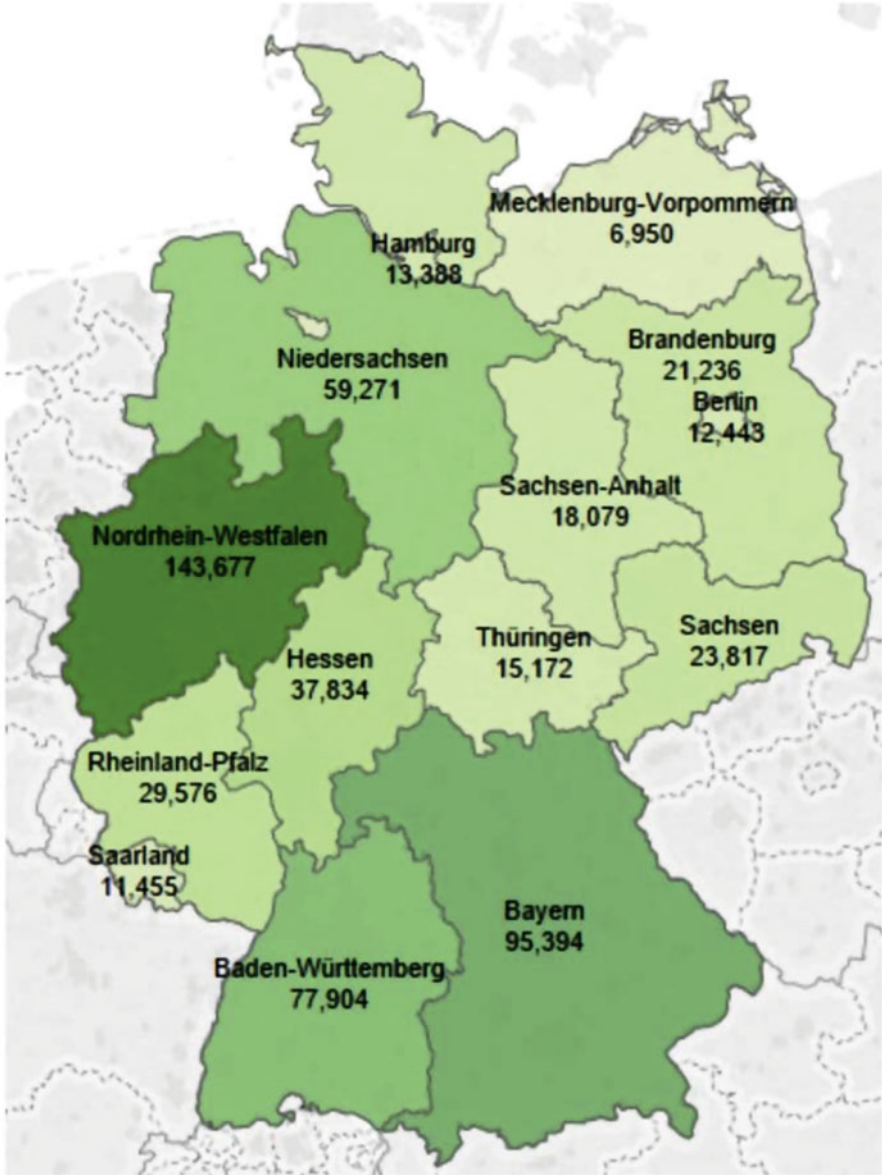 Mecklenburg-Vorpommern
6,950
Hamburg
13,388
Brandenburg
21,236
Niedersachsen
59,271
Berlin
12,443
Sachsen-Anhalt
18,079
Nordrhein-Westfalen
143,677
Sachsen
23,817
Thüringen
15,172
Hessen
37,834
Rheinland-Pfalz
29,576
Saarland
11,455
Bayern
95,394
Baden-Württemberg
77,904